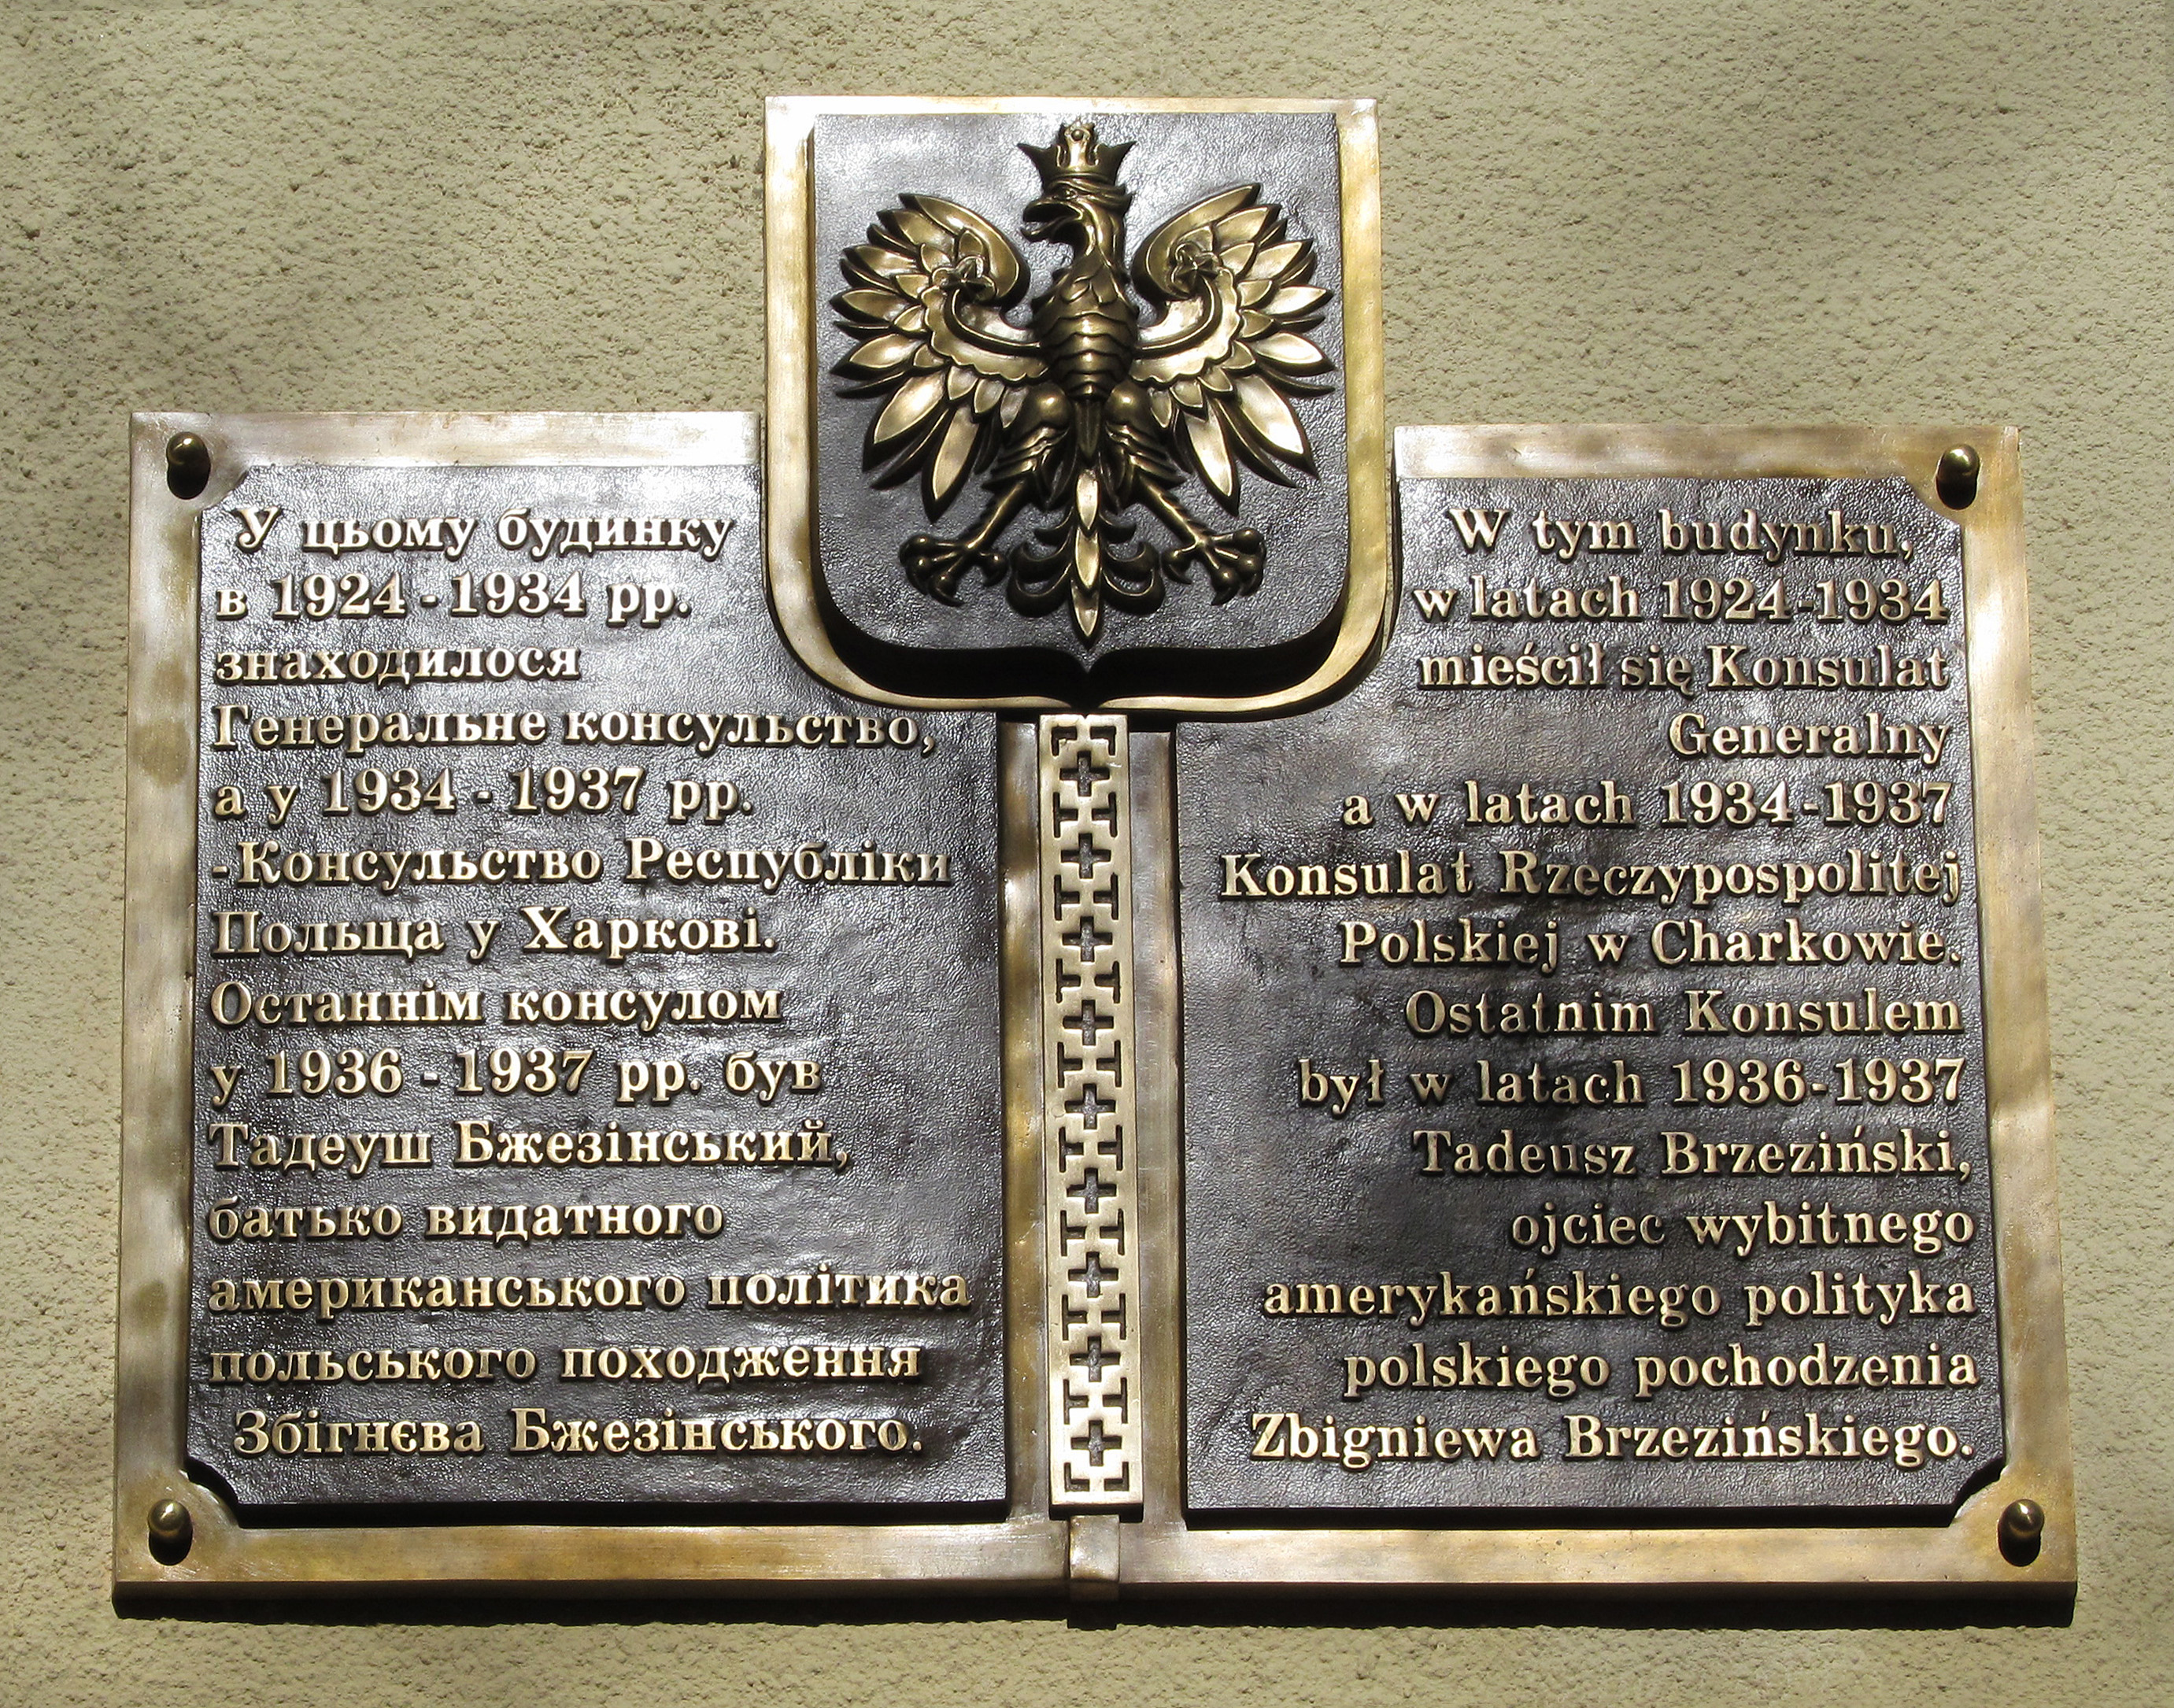 У цьому будинку
в 1924 - 1934 рр.
знаходилося
Генеральне консульство,
а у 1934 - 1937 рр.
-Консульство Республіки
Польща у Харкові.
Останнім консулом
у 1936 - 1937 рр. був
Тадеуш Бжезінський,
батько видатного
американського політика
польського походження
Збігнєва Бжезінського.
W tym budynku,
w latach 1924-1934
mieścił się Konsulat
Generalny
a w latach 1934-1937
Konsulat Rzeczypospolitej
Polskiej w Charkowie.
Ostatnim Konsulem
był w latach 1936-1937
Tadeusz Brzeziński,
ojciec wybitnego
amerykańskiego polityka
polskiego pochodzenia
Zbigniewa Brzezińskiego.